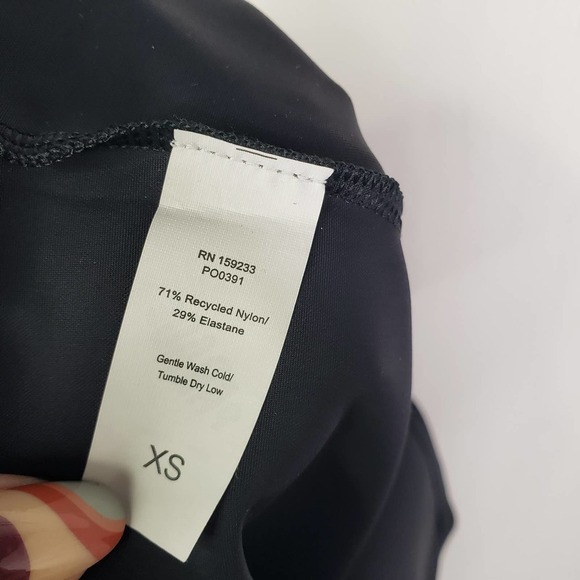 RN 159233
PO0391
71% Recycled Nylon/
29% Elastane
Gentle Wash Cold/
Tumble Dry Low
XS